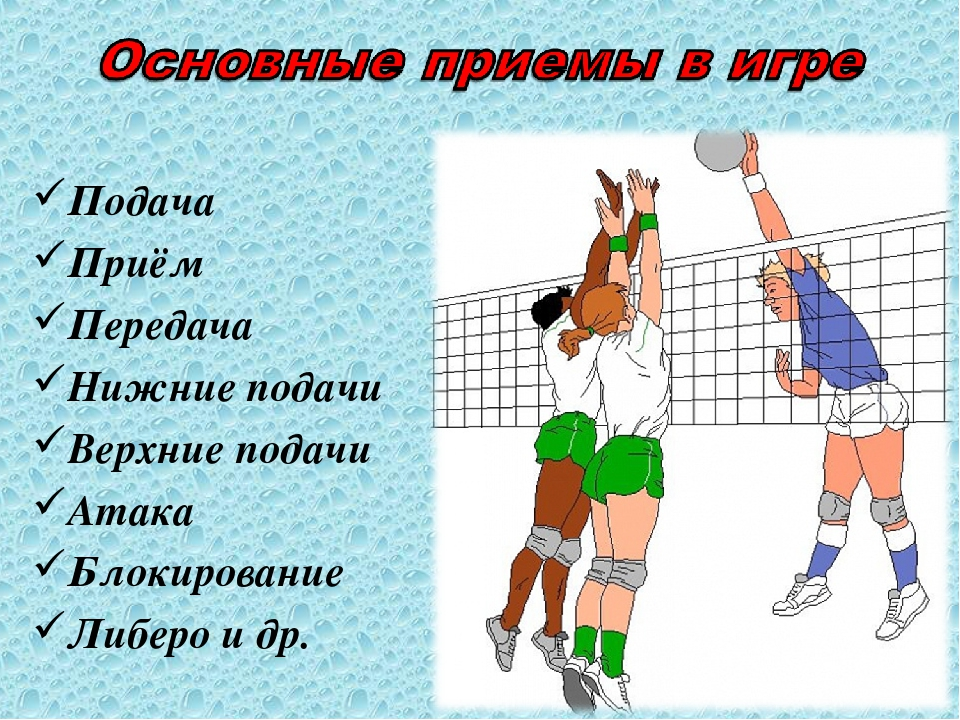 Основные приемы в игре
Подача
Приём
Передача
Нижние подачи
Верхние подачи
Атака
Блокирование
Либеро и др.